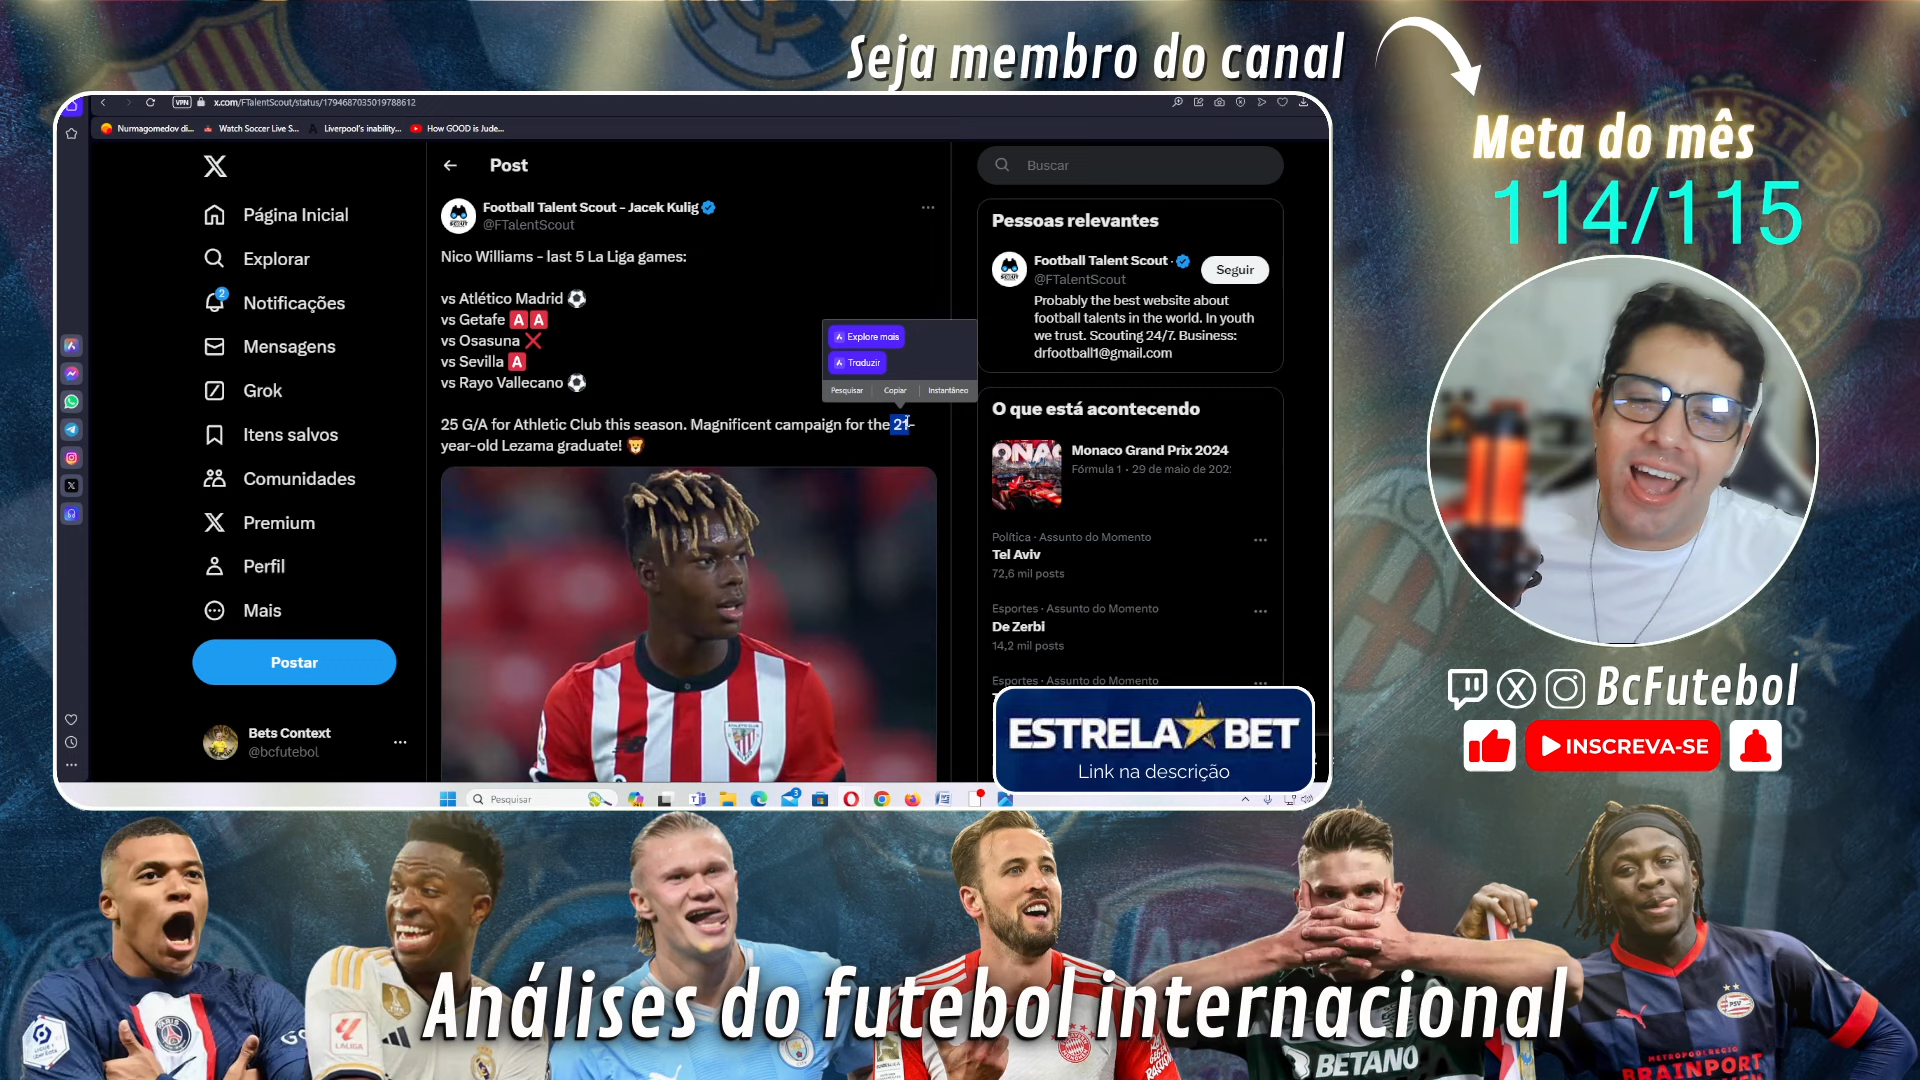 Seja membro do canal
Meta do mês
114/115
VPN
x.com/FTalentScout/status/1794687035019788612
Nurmagomedov di...
Watch Soccer Live S...
Liverpool's inability...
How GOOD is Jude...
Post
Buscar
Football Talent Scout - Jacek Kulig
@FTalentScout
Nico Williams - last 5 La Liga games:
vs Atlético Madrid ⚽
vs Getafe 🅰🅰
vs Osasuna ❌
vs Sevilla 🅰
vs Rayo Vallecano ⚽
25 G/A for Athletic Club this season. Magnificent campaign for the 21-
year-old Lezama graduate! 🦁
Explore mais
Traduzir
Pesquisar
Copiar
Instantâneo
2
Página Inicial
Explorar
Notificações
Mensagens
Grok
Itens salvos
Comunidades
Premium
Perfil
Mais
Postar
Bets Context
@bcfutebol
Pessoas relevantes
Football Talent Scout ·
@FTalentScout
Seguir
Probably the best website about
football talents in the world. In youth
we trust. Scouting 24/7. Business:
drfootball1@gmail.com
O que está acontecendo
Monaco Grand Prix 2024
Fórmula 1 · 29 de maio de 202
Política · Assunto do Momento
Tel Aviv
72,6 mil posts
Esportes · Assunto do Momento
De Zerbi
14,2 mil posts
Esportes · Assunto do Momento
ESTRELA BET
Link na descrição
Pesquisar
3
BcFutebol
INSCREVA-SE
Análises do futebol internacional
LALIGA
BETANO
METROPOOLREGIO
BRAINPORT